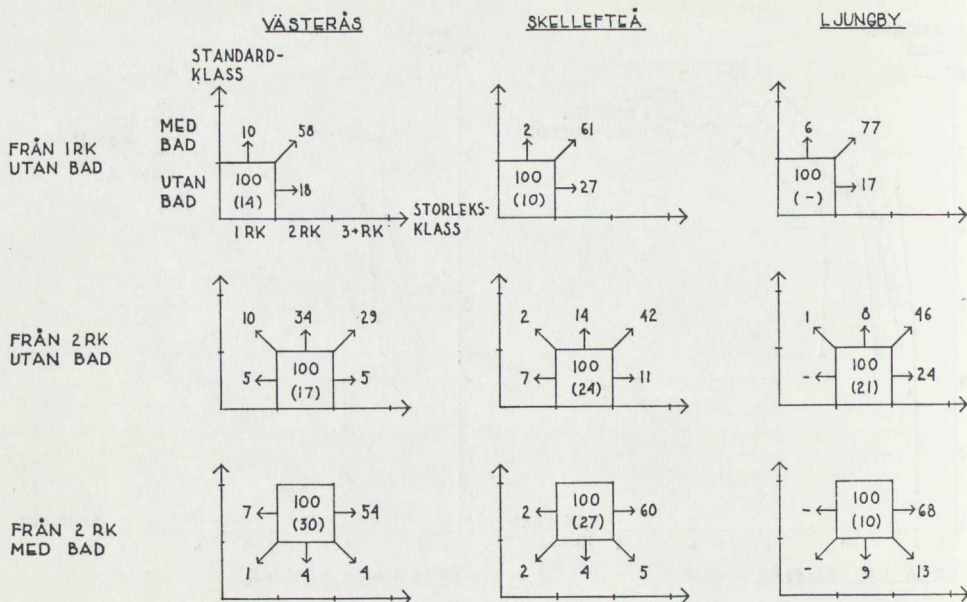 VÄSTERÅS SKELLEFTEÅ LJUNGBY
STANDARD-
KLASS
FRÅN 1RK
UTAN BAD
MED
BAD
10 58
UTAN
BAD
100
(14)
18
1RK 2RK 3+RK
STORLEKS-
KLASS
2 61
100
(10)
27
6 77
100
(-)
17
FRÅN 2RK
UTAN BAD
10 34 29
5 100 5
(17)
2 14 42
7 100 11
(24)
1 8 46
- 100 24
(21)
FRÅN 2 RK
MED BAD
7 100 54
(30)
1 4 4
2 100 60
(27)
2 4 5
- 100 68
(10)
- 9 13